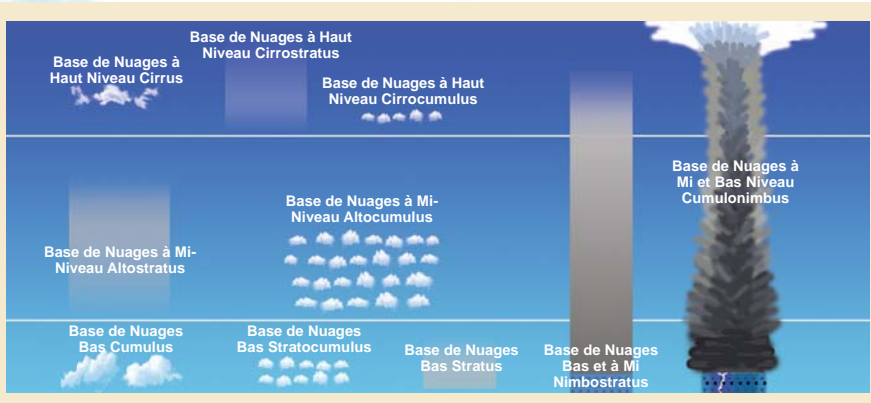 Base de Nuages à
Haut Niveau Cirrus
Base de Nuages à Haut
Niveau Cirrostratus
Base de Nuages à Haut
Niveau Cirrocumulus
Base de Nuages à
Mi et Bas Niveau
Cumulonimbus
Base de Nuages à Mi-
Niveau Altocumulus
Base de Nuages à Mi-
Niveau Altostratus
Base de Nuages
Bas Cumulus
Base de Nuages
Bas Stratocumulus
Base de Nuages
Bas Stratus
Base de Nuages
Bas et à Mi
Nimbostratus